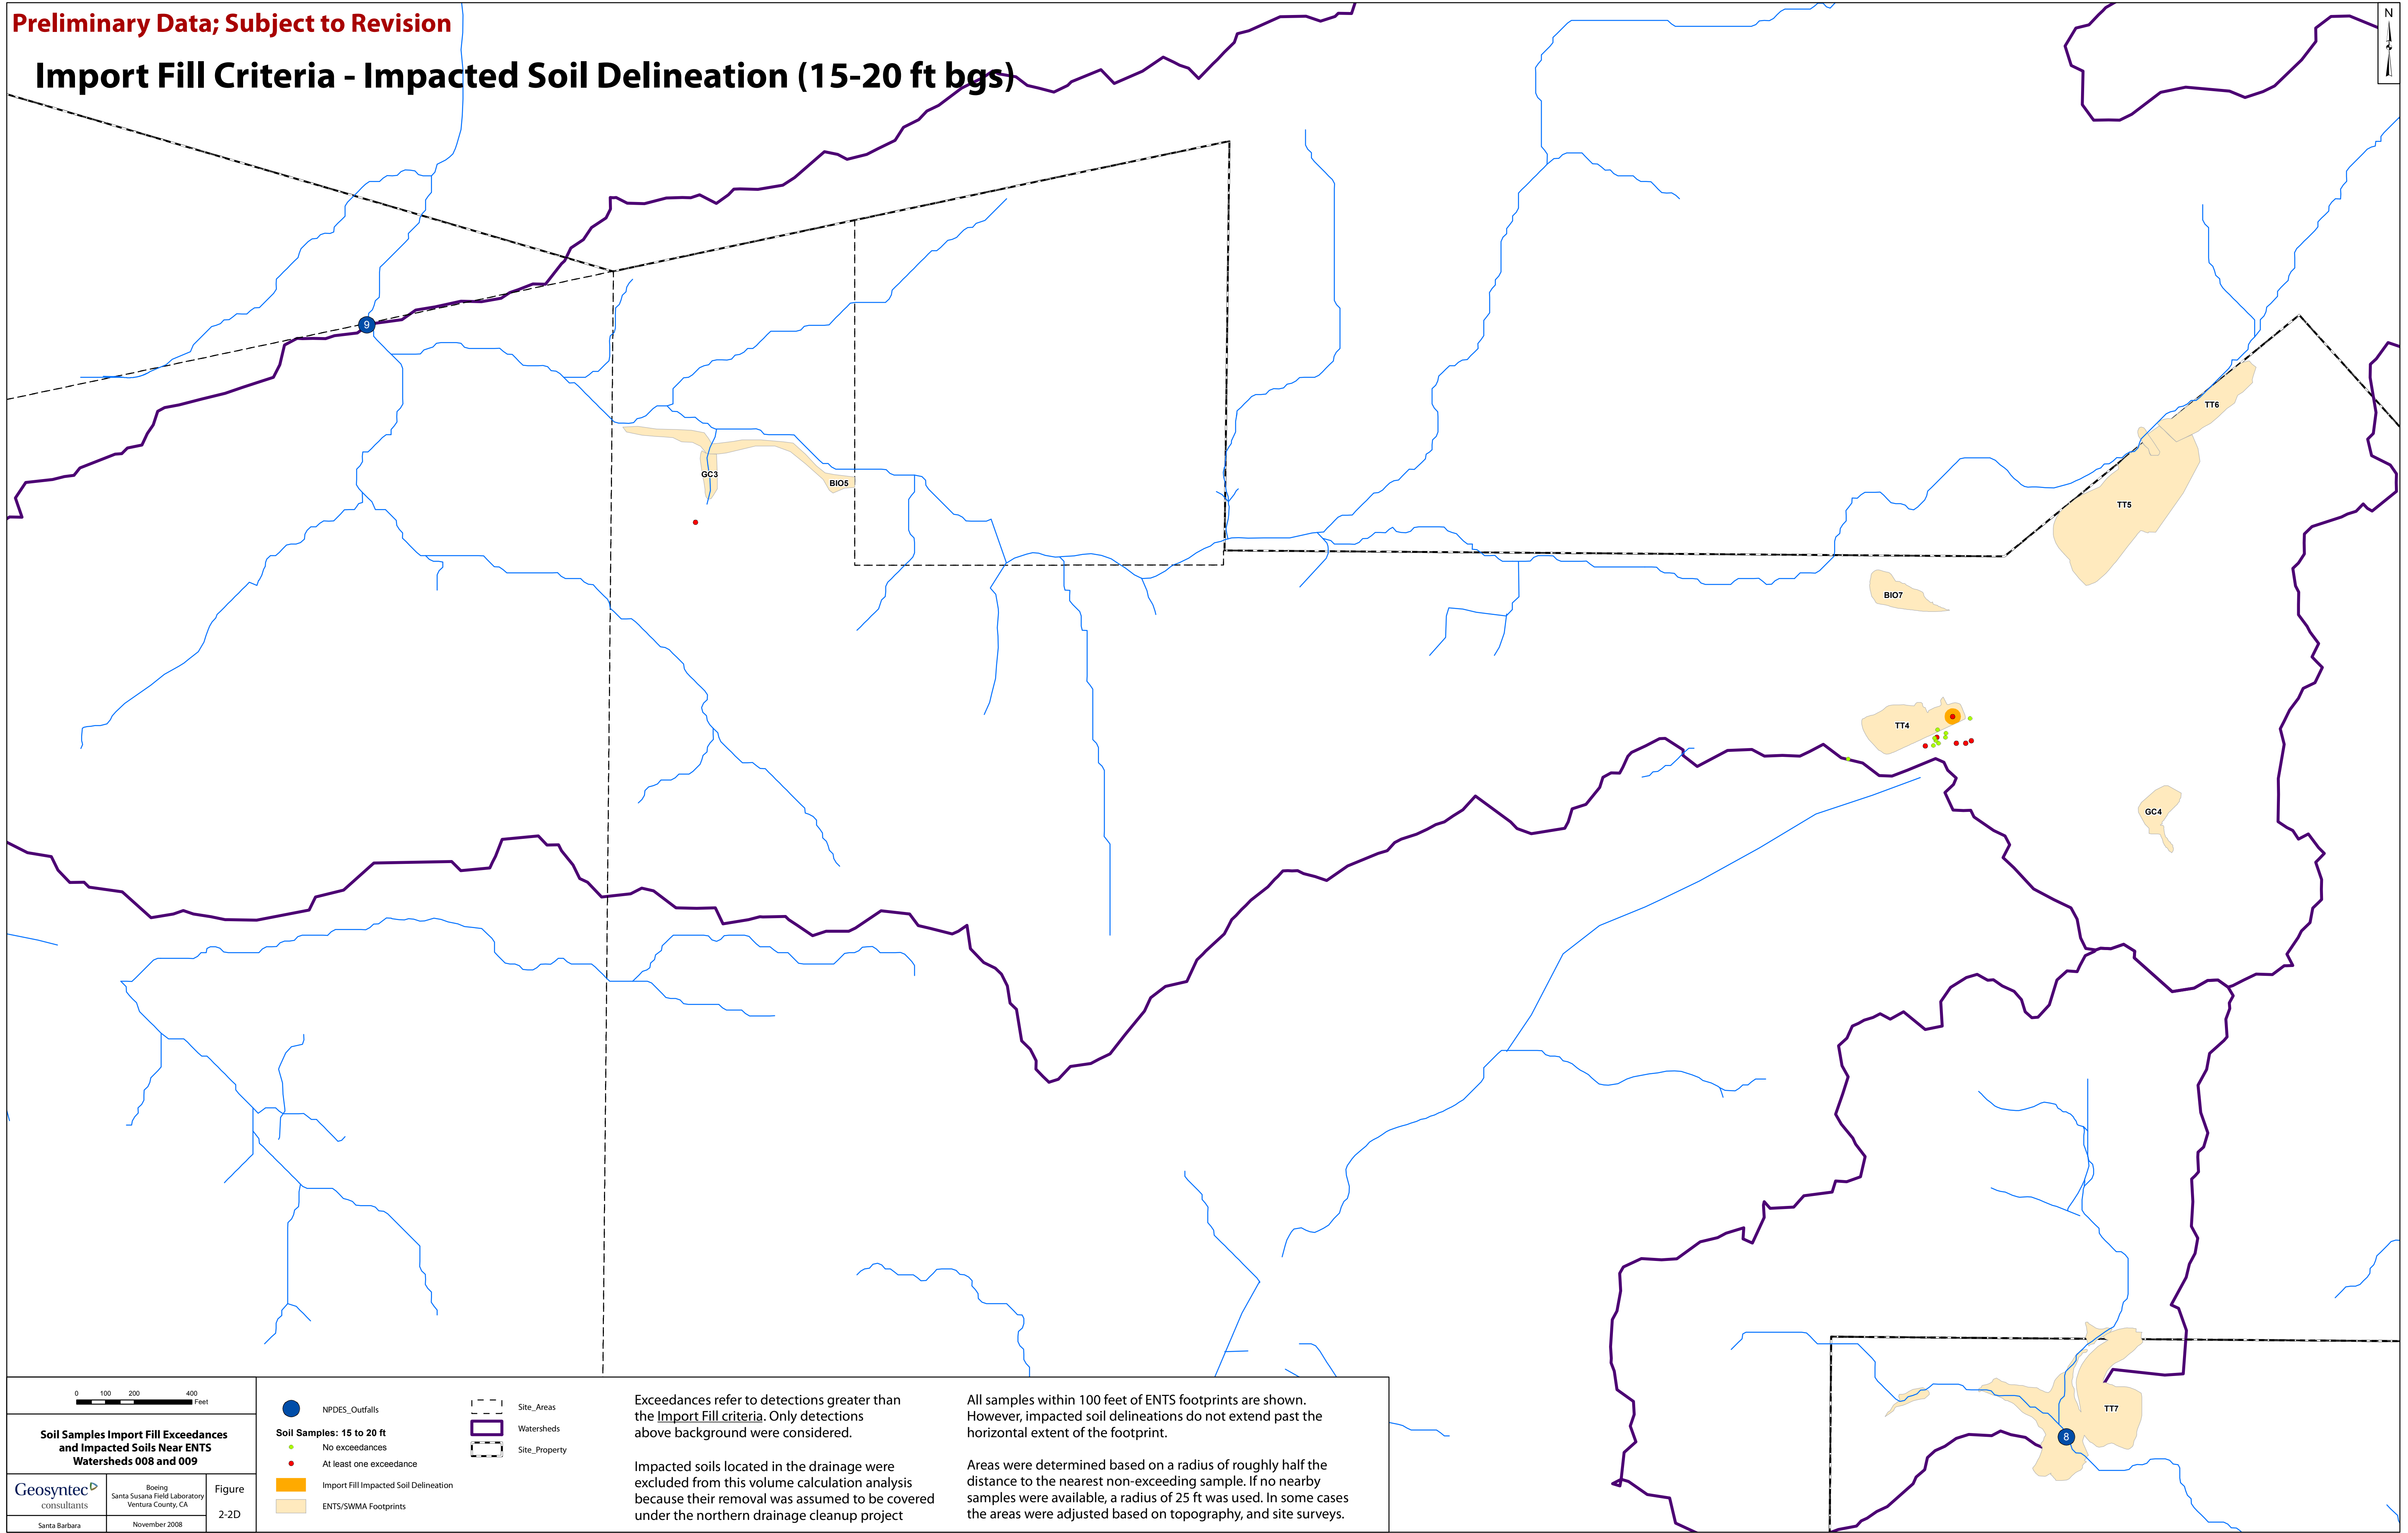 Preliminary Data; Subject to Revision
Import Fill Criteria - Impacted Soil Delineation (15-20 ft bgs)
N
9
TT6
GC3
BIO5
TT5
BIO7
TT4
GC4
TT7
8
0 100 200 400
Feet
Soil Samples Import Fill Exceedances
and Impacted Soils Near ENTS
Watersheds 008 and 009
Geosyntec
consultants
Boeing
Santa Susana Field Laboratory
Ventura County, CA
Figure
2-2D
Santa Barbara
November 2008
NPDES_Outfalls
Soil Samples: 15 to 20 ft
No exceedances
At least one exceedance
Import Fill Impacted Soil Delineation
ENTS/SWMA Footprints
Site_Areas
Watersheds
Site_Property
Exceedances refer to detections greater than
the Import Fill criteria. Only detections
above background were considered.
Impacted soils located in the drainage were
excluded from this volume calculation analysis
because their removal was assumed to be covered
under the northern drainage cleanup project
All samples within 100 feet of ENTS footprints are shown.
However, impacted soil delineations do not extend past the
horizontal extent of the footprint.
Areas were determined based on a radius of roughly half the
distance to the nearest non-exceeding sample. If no nearby
samples were available, a radius of 25 ft was used. In some cases
the areas were adjusted based on topography, and site surveys.